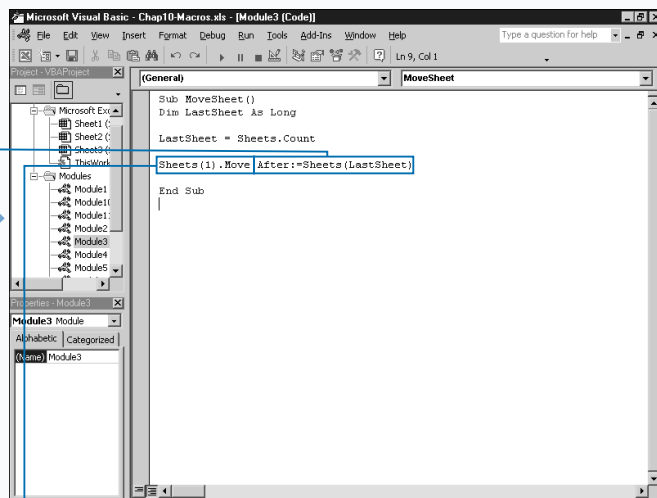 Microsoft Visual Basic - Chap10-Macros.xls - [Module3 (Code)]
File Edit View Insert Format Debug Run Tools Add-Ins Window Help
Type a question for help
Ln 9, Col 1
Project - VBAProject
(General)
MoveSheet
Microsoft Exc
Sheet1 (
Sheet2 (
Sheet3 (
ThisWork
Modules
Module1
Module10
Module11
Module2
Module3
Module4
Module5
Sub MoveSheet()
Dim LastSheet As Long
LastSheet = Sheets.Count
Sheets(1).Move After:=Sheets(LastSheet)
End Sub
Properties - Module3
Module3 Module
Alphabetic Categorized
(Name) Module3